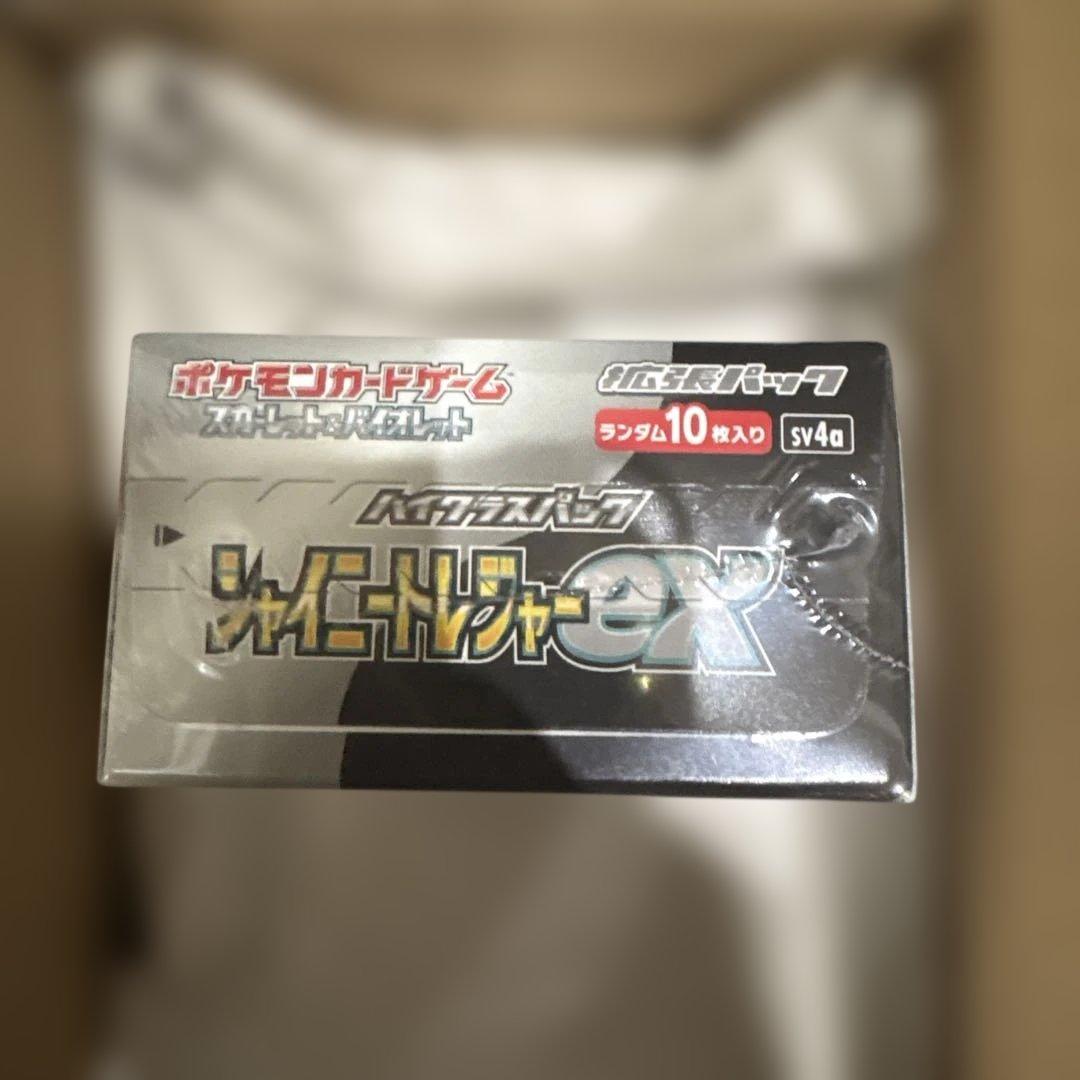 ポケモンカードゲーム
スカーレット&バイオレット
拡張パック
ランダム10枚入り
sv4a
ハイクラスパック
シャイニートレジャーex